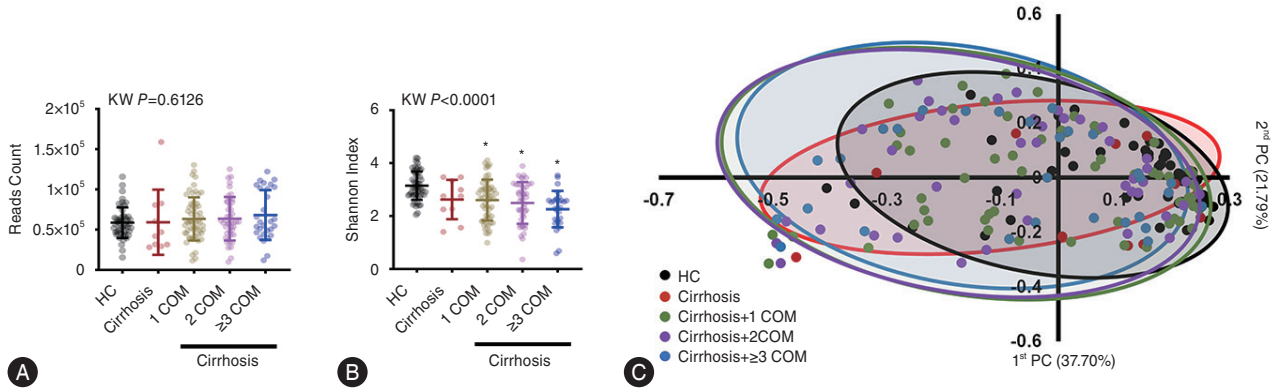 KW P=0.6126
2×10⁵
1.5×10⁵
1×10⁵
0.5×10⁵
0
Reads Count
HC
Cirrhosis
1 COM
2 COM
≥3 COM
Cirrhosis
A
KW P<0.0001
6
4
2
0
Shannon Index
*
*
*
HC
Cirrhosis
1 COM
2 COM
≥3 COM
Cirrhosis
B
0.6
0.4
0.2
0
-0.2
-0.4
-0.6
-0.7
-0.5
-0.3
-0.1
0.1
0.3
2nd PC (21.79%)
1st PC (37.70%)
HC
Cirrhosis
Cirrhosis+1 COM
Cirrhosis+2COM
Cirrhosis+≥3 COM
C